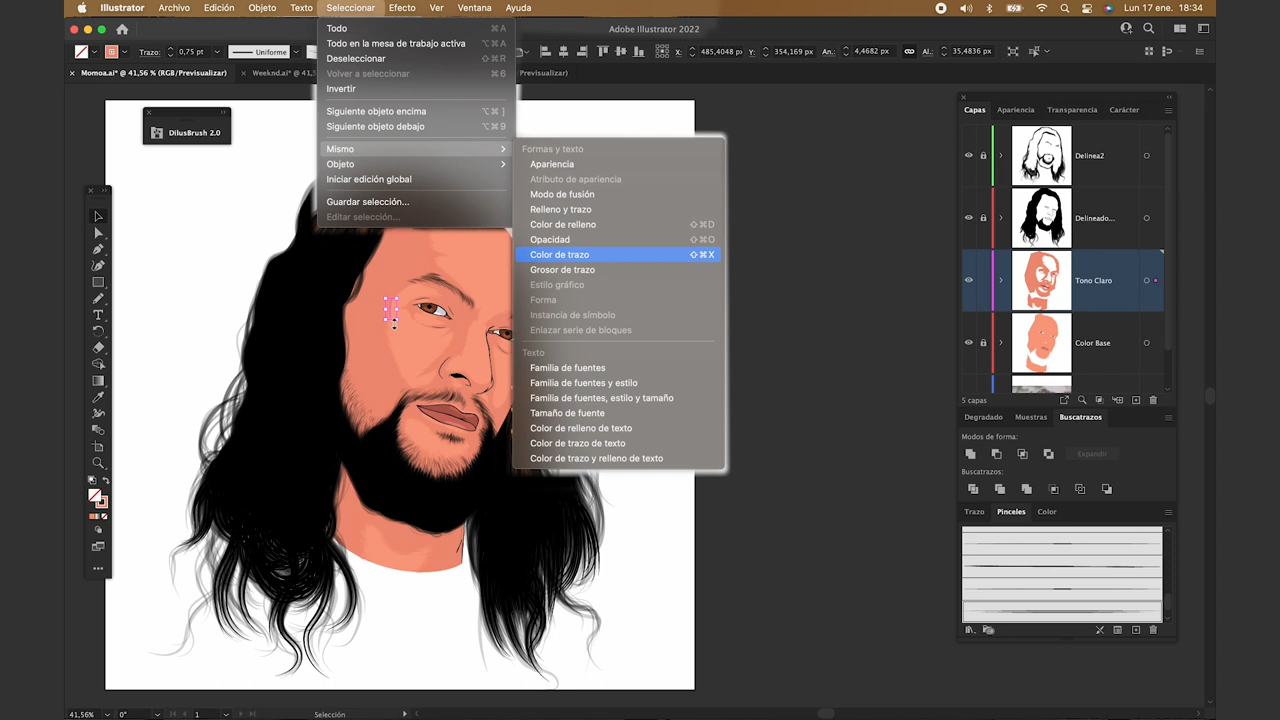 Illustrator Archivo Edición Objeto Texto Seleccionar Efecto Ver Ventana Ayuda
Lun 17 ene. 18:34
Adobe Illustrator 2022
Trazo: 0,75 pt Uniforme
X: 485,4048 p Y: 354,169 px An.: 4,4682 px Al.: 35,4836 px
× Momoa.ai* @ 41,56 % (RGB/Previsualizar) × Weeknd.ai* @ 41,5 Previsualizar)
Todo ⌘ A
Todo en la mesa de trabajo activa ⌥⌘ A
Deseleccionar ⇧⌘ R
Volver a seleccionar ⌘ 6
Invertir
Siguiente objeto encima ⌥⌘ ]
Siguiente objeto debajo ⌥⌘ 9
Mismo >
Objeto >
Iniciar edición global
Guardar selección...
Editar selección...
Formas y texto
Apariencia
Atributo de apariencia
Modo de fusión
Relleno y trazo
Color de relleno ⇧⌘ D
Opacidad ⇧⌘ O
Color de trazo ⇧⌘ X
Grosor de trazo
Estilo gráfico
Forma
Instancia de símbolo
Enlazar serie de bloques
Texto
Familia de fuentes
Familia de fuentes y estilo
Familia de fuentes, estilo y tamaño
Tamaño de fuente
Color de relleno de texto
Color de trazo de texto
Color de trazo y relleno de texto
DilusBrush 2.0
Capas Apariencia Transparencia Carácter
Delinea2
Delineado...
Tono Claro
Color Base
5 capas
Degradado Muestras Buscatrazos
Modos de forma:
Expandir
Buscatrazos:
Trazo Pinceles Color
41,56% 0° 1 Selección